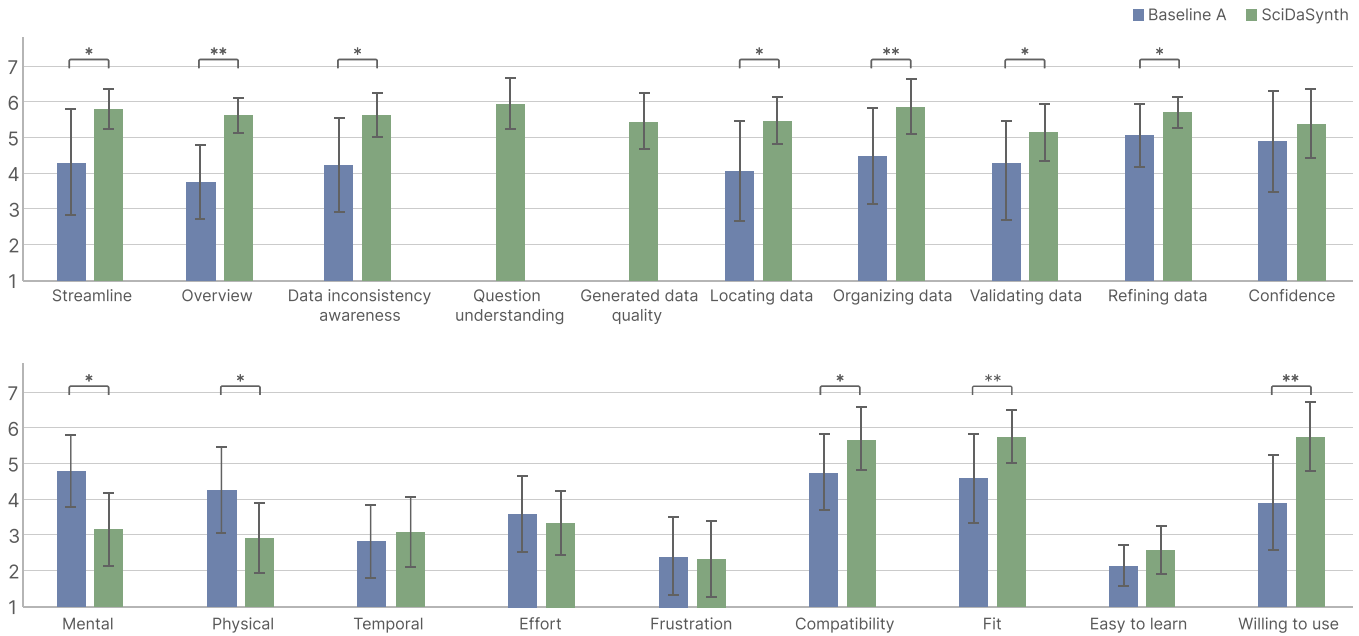 Baseline A SciDaSynth
* ** * * ** * *
7
6
5
4
3
2
1
Streamline Overview Data inconsistency awareness Question understanding Generated data quality Locating data Organizing data Validating data Refining data Confidence
* * * ** **
7
6
5
4
3
2
1
Mental Physical Temporal Effort Frustration Compatibility Fit Easy to learn Willing to use